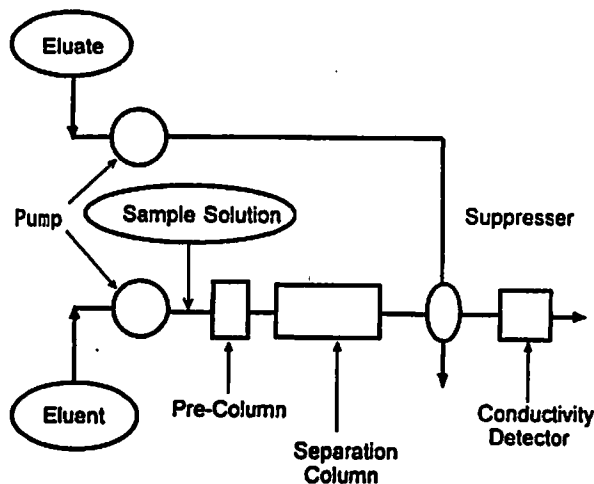 Eluate
Pump
Sample Solution
Suppresser
Eluent
Pre-Column
Separation
Column
Conductivity
Detector